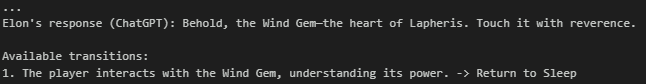 ...
Elon's response (ChatGPT): Behold, the Wind Gem—the heart of Lapheris. Touch it with reverence.
Available transitions:
1. The player interacts with the Wind Gem, understanding its power. -> Return to Sleep